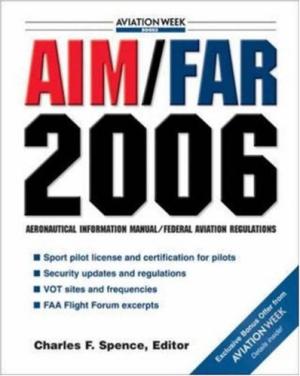 AVIATION WEEK
BOOKS
AIM/FAR
2006
AERONAUTICAL INFORMATION MANUAL/FEDERAL AVIATION REGULATIONS
■ Sport pilot license and certification for pilots
■ Security updates and regulations
■ VOT sites and frequencies
■ FAA Flight Forum excerpts
Charles F. Spence, Editor
Exclusive Bonus Offer from
AVIATION WEEK
Details inside!